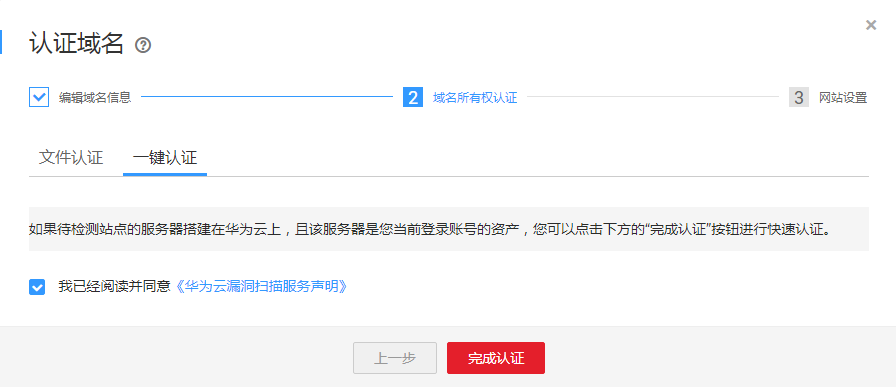 认证域名
编辑域名信息
2 域名所有权认证
3 网站设置
文件认证 一键认证
如果待检测站点的服务器搭建在华为云上，且该服务器是您当前登录账号的资产，您可以点击下方的“完成认证”按钮进行快速认证。
我已经阅读并同意《华为云漏洞扫描服务声明》
上一步 完成认证